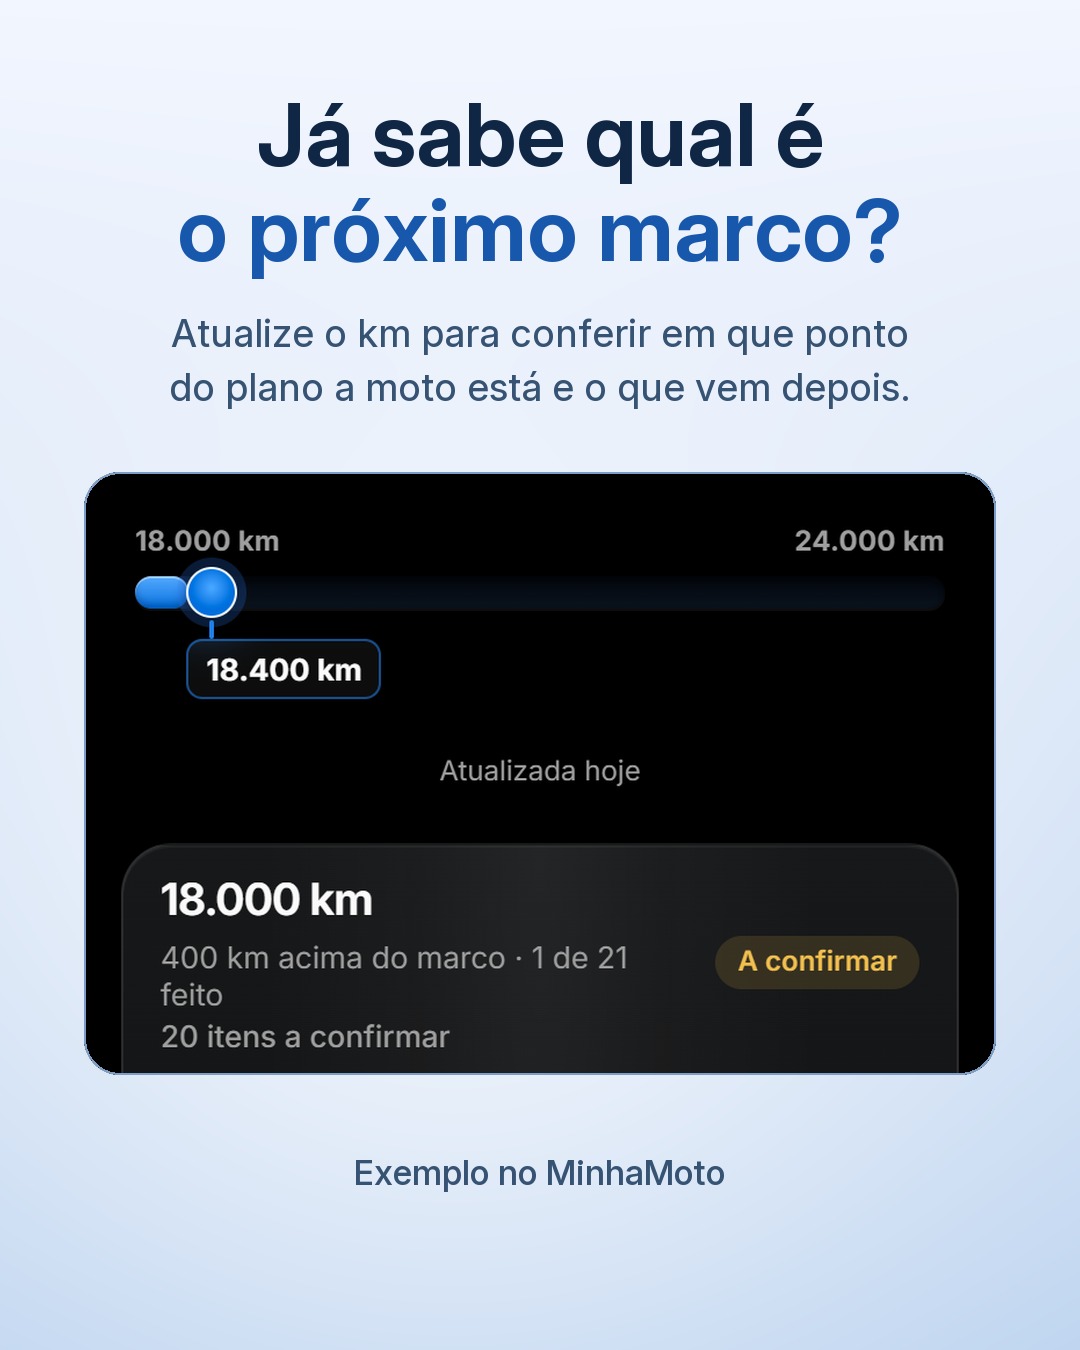 Já sabe qual é
o próximo marco?
Atualize o km para conferir em que ponto
do plano a moto está e o que vem depois.
18.000 km
24.000 km
18.400 km
Atualizada hoje
18.000 km
400 km acima do marco · 1 de 21
feito
A confirmar
20 itens a confirmar
Exemplo no MinhaMoto